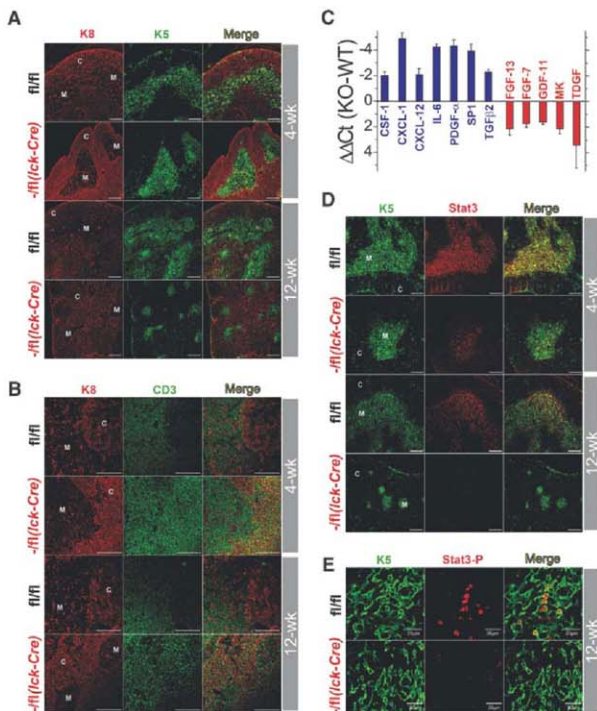 A
K8 K5 Merge
fl/fl
-/fl(lck-Cre)
4-wk
fl/fl
-/fl(lck-Cre)
12-wk
C M M
C M M
C M
C M M
B
K8 CD3 Merge
fl/fl
-/fl(lck-Cre)
4-wk
fl/fl
-/fl(lck-Cre)
12-wk
M C
M C
M C
C M M
C
ΔΔCt (KO-WT)
-4
-2
0
2
4
CSF-1
CXCL-1
CXCL-12
IL-6
PDGF-α
SP1
TGFβ2
FGF-13
FGF-7
GDF-11
MK
TDGF
D
K5 Stat3 Merge
fl/fl
-/fl(lck-Cre)
4-wk
fl/fl
-/fl(lck-Cre)
12-wk
M C
M C
C M
C M
E
K5 Stat3-P Merge
fl/fl
-/fl(lck-Cre)
12-wk